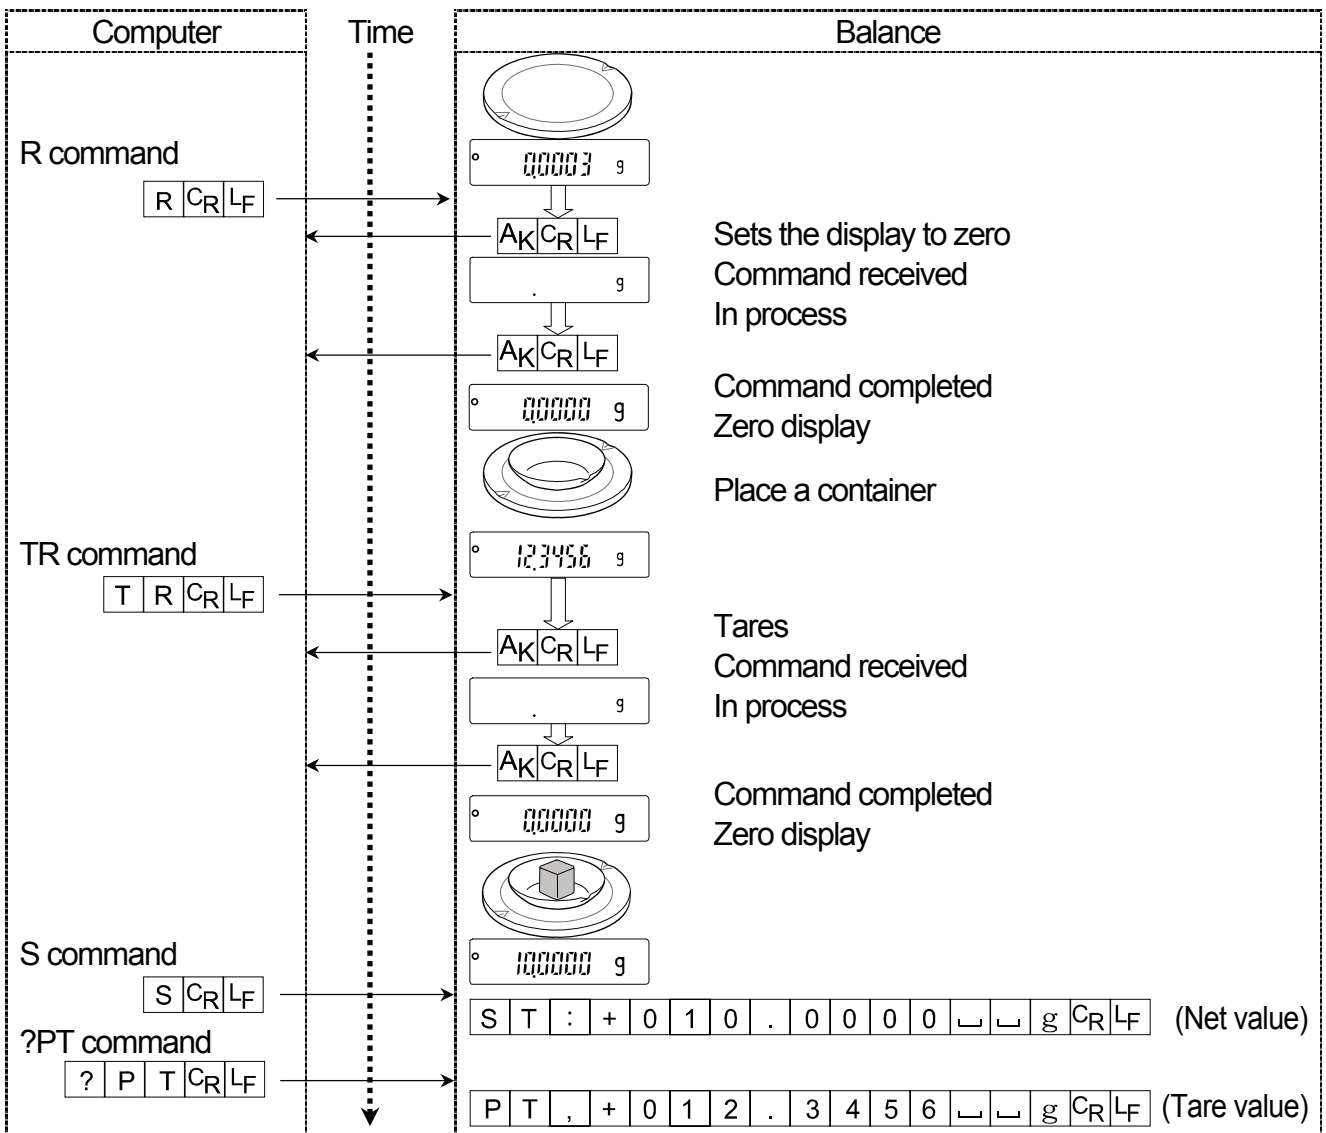 Computer Time Balance
R command
0.0003 g
R CR LF
AK CR LF Sets the display to zero
. g Command received
In process
AK CR LF
Command completed
0.0000 g
Zero display
Place a container
TR command
12.3456 g
T R CR LF
Tares
AK CR LF
Command received
. g In process
AK CR LF
Command completed
0.0000 g Zero display
S command
10.0000 g
S CR LF
S T : + 0 1 0 . 0 0 0 0 ␣ ␣ g CR LF (Net value)
?PT command
? P T CR LF
P T , + 0 1 2 . 3 4 5 6 ␣ ␣ g CR LF (Tare value)